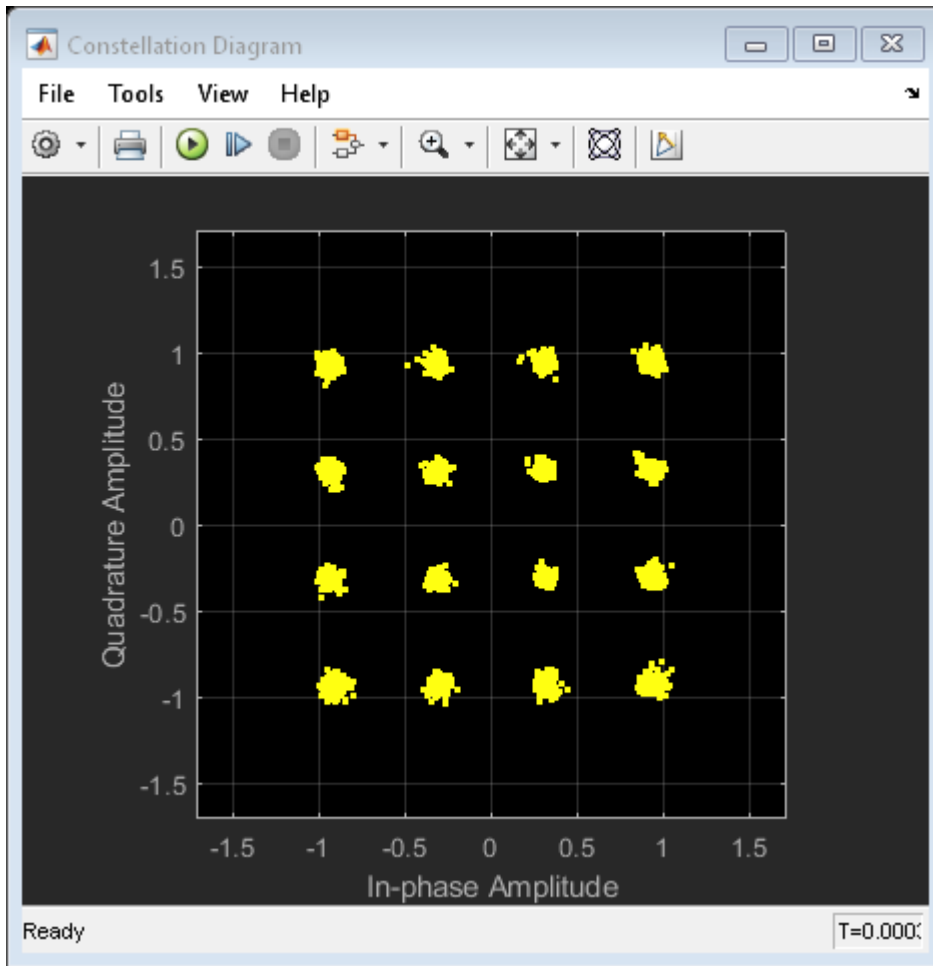 Constellation Diagram
File Tools View Help
1.5
1
0.5
0
-0.5
-1
-1.5
Quadrature Amplitude
-1.5 -1 -0.5 0 0.5 1 1.5
In-phase Amplitude
Ready